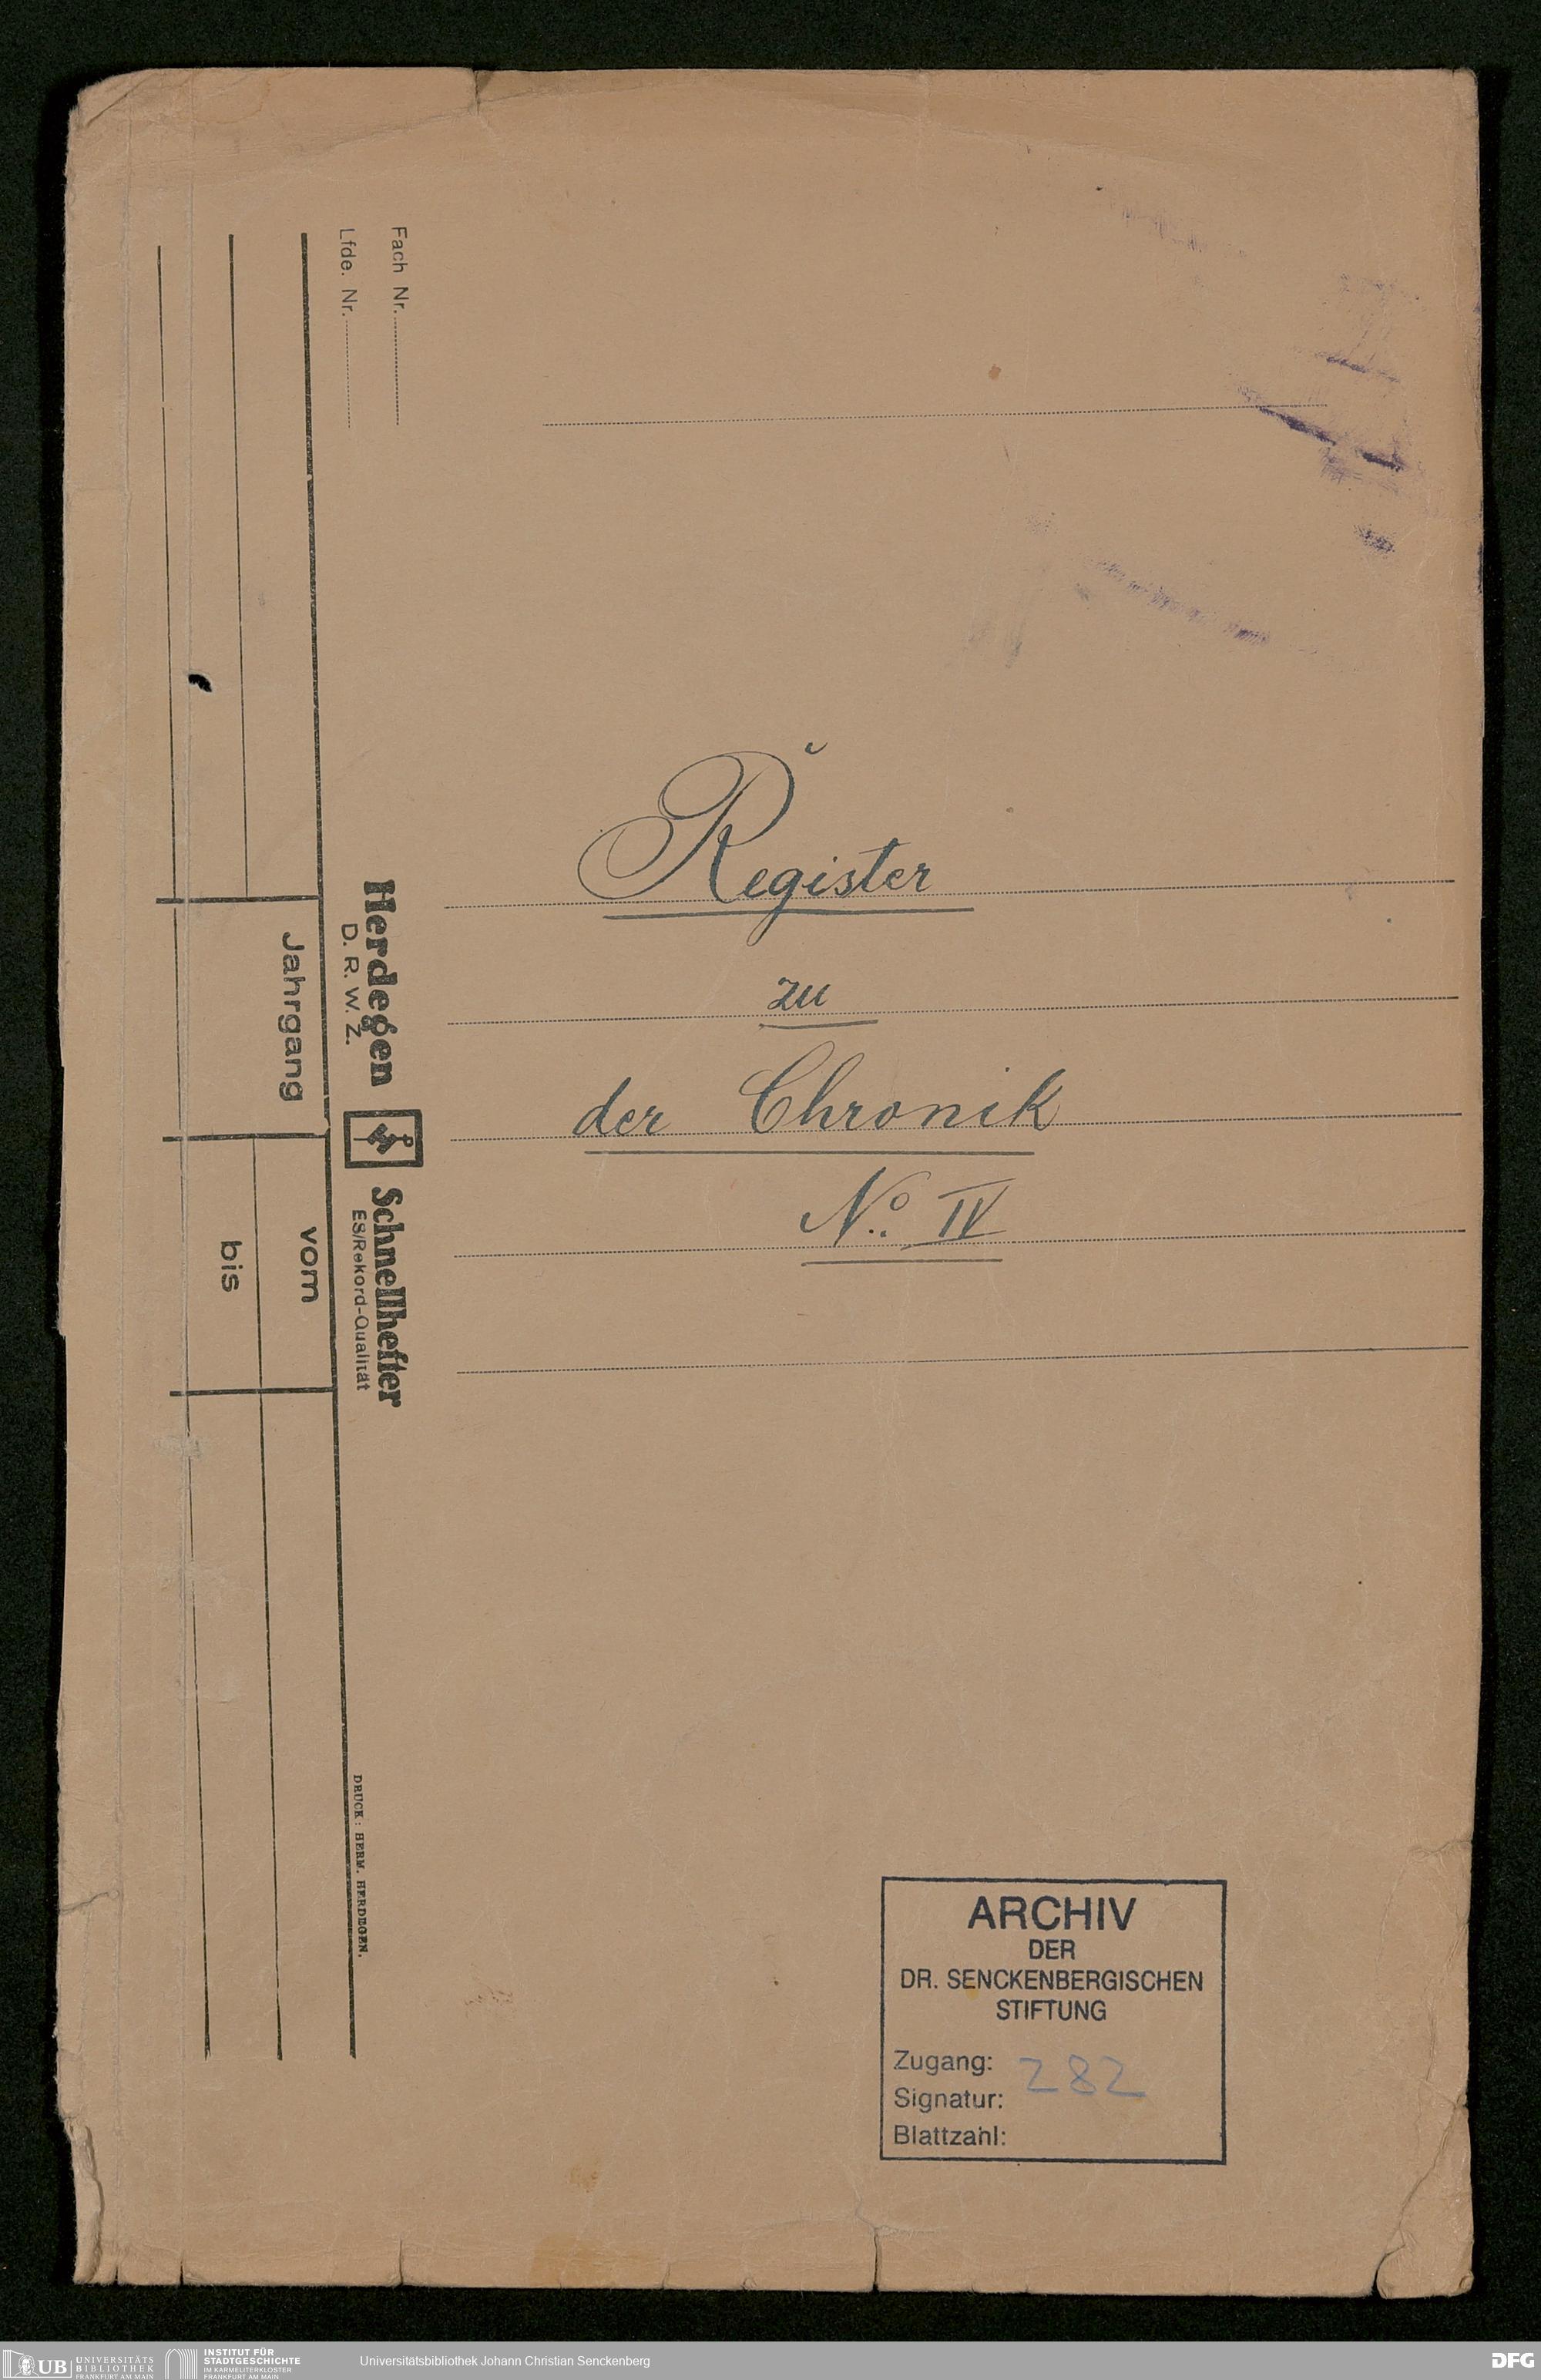 Fach Nr.
Lfde. Nr.
Herdegen
D. R. W. Z.
Schnellhefter
ES/Rekord-Qualität
Jahrgang
vom
bis
DRUCK: HERM. HERDEGEN.
Register
zu
der Chronik
No. IV
ARCHIV
DER
DR. SENCKENBERGISCHEN
STIFTUNG
Zugang: 282
Signatur:
Blattzahl:
UB UNIVERSITÄTS
BIBLIOTHEK
FRANKFURT AM MAIN
INSTITUT FÜR
STADTGESCHICHTE
IM KARMELITERKLOSTER
FRANKFURT AM MAIN
Universitätsbibliothek Johann Christian Senckenberg
DFG